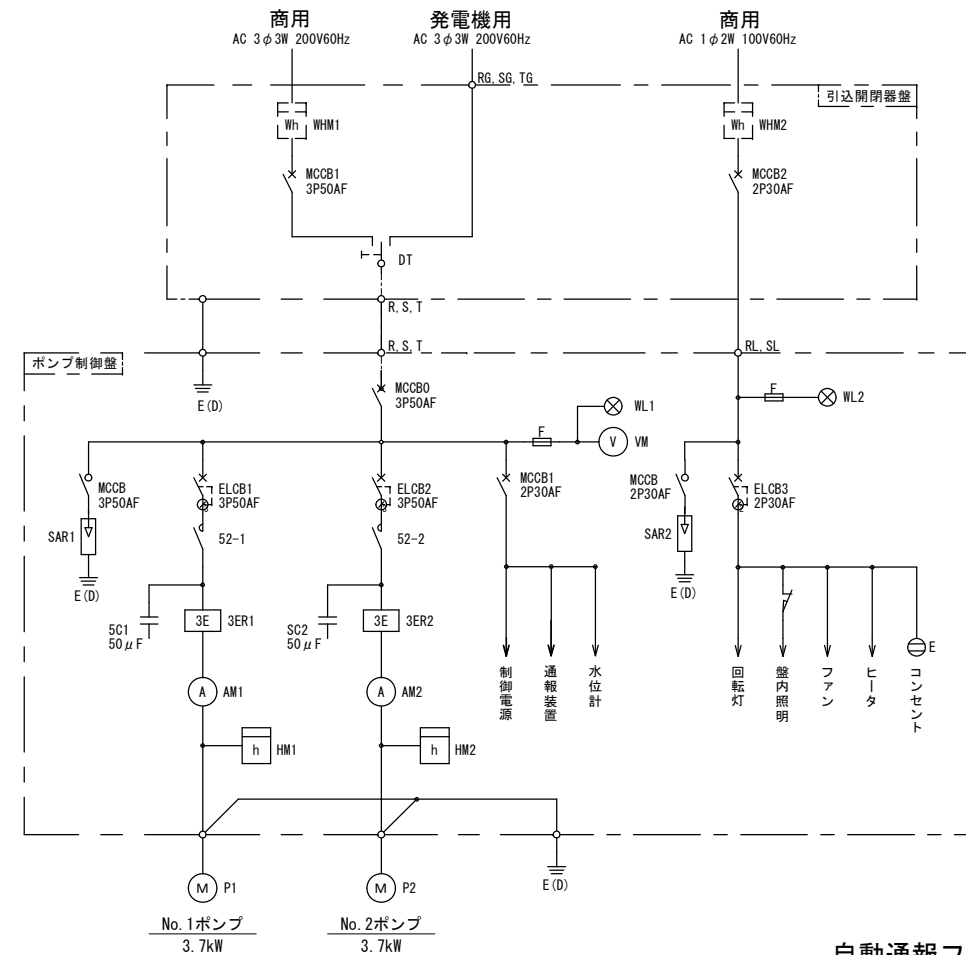 商用
AC 3φ3W 200V60Hz
発電機用
AC 3φ3W 200V60Hz
商用
AC 1φ2W 100V60Hz
RG, SG, TG
引込開閉器盤
Wh WHM1
Wh WHM2
MCCB1
3P50AF
MCCB2
2P30AF
DT
R, S, T
R, S, T
RL, SL
ポンプ制御盤
E(D)
MCCB0
3P50AF
F
WL1
V VM
F
WL2
MCCB
3P50AF
ELCB1
3P50AF
ELCB2
3P50AF
MCCB1
2P30AF
MCCB
2P30AF
ELCB3
2P30AF
SAR1
52-1
52-2
SAR2
E(D)
E(D)
5C1
50μF
3E 3ER1
SC2
50μF
3E 3ER2
E
制御電源
通報装置
水位計
回転灯
盤内照明
ファン
ヒータ
コンセント
A AM1
A AM2
h HM1
h HM2
E(D)
M P1
M P2
No.1ポンプ
3.7kW
No.2ポンプ
3.7kW
自動通報フ